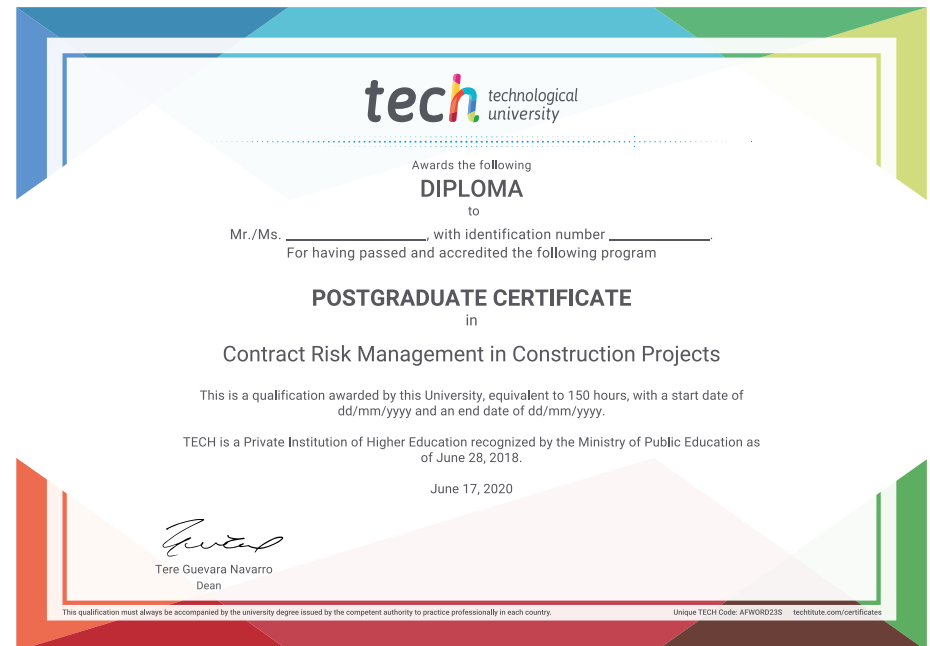 tech technological
university
Awards the following
DIPLOMA
to
Mr./Ms. ____________________, with identification number ______________.
For having passed and accredited the following program
POSTGRADUATE CERTIFICATE
in
Contract Risk Management in Construction Projects
This is a qualification awarded by this University, equivalent to 150 hours, with a start date of
dd/mm/yyyy and an end date of dd/mm/yyyy.
TECH is a Private Institution of Higher Education recognized by the Ministry of Public Education as
of June 28, 2018.
June 17, 2020
Tere Guevara Navarro
Dean
This qualification must always be accompanied by the university degree issued by the competent authority to practice professionally in each country. Unique TECH Code: AFWORD23S techtitute.com/certificates